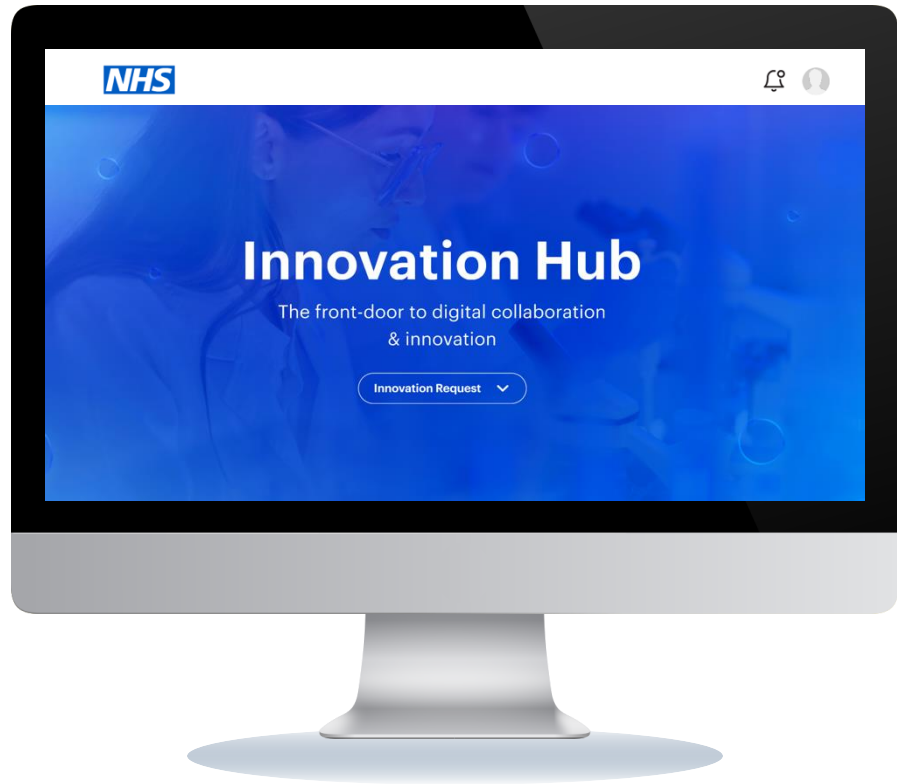 NHS
Innovation Hub
The front-door to digital collaboration
& innovation
Innovation Request